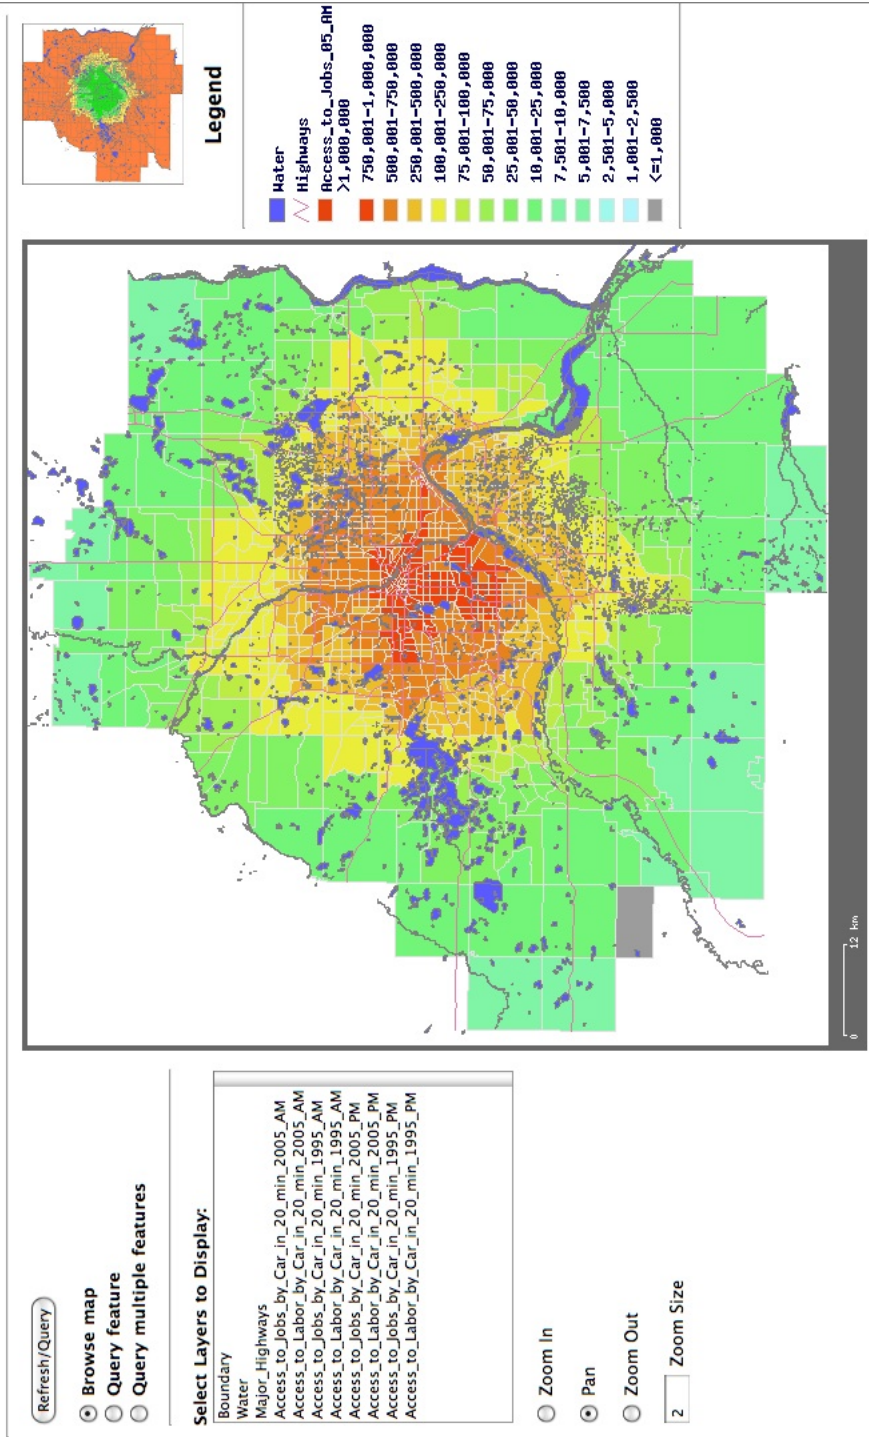 Refresh/Query
Browse map
Query feature
Query multiple features
Select Layers to Display:
Boundary
Water
Major_Highways
Access_to_Jobs_by_Car_in_20_min_2005_AM
Access_to_Labor_by_Car_in_20_min_2005_AM
Access_to_Jobs_by_Car_in_20_min_1995_AM
Access_to_Labor_by_Car_in_20_min_1995_AM
Access_to_Jobs_by_Car_in_20_min_2005_PM
Access_to_Labor_by_Car_in_20_min_2005_PM
Access_to_Jobs_by_Car_in_20_min_1995_PM
Access_to_Labor_by_Car_in_20_min_1995_PM
Zoom In
Pan
Zoom Out
2 Zoom Size
0 12 km
Legend
Water
Highways
Access_to_Jobs_05_AM
>1,000,000
750,001-1,000,000
500,001-750,000
250,001-500,000
100,001-250,000
75,001-100,000
50,001-75,000
25,001-50,000
10,001-25,000
7,501-10,000
5,001-7,500
2,501-5,000
1,001-2,500
<=1,000